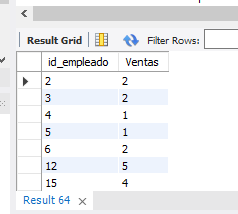 Result Grid Filter Rows:
id_empleado Ventas
2 2
3 2
4 1
5 1
6 2
12 5
15 4
Result 64 ×